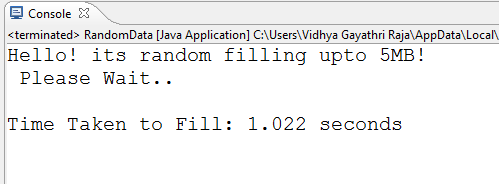 Console
<terminated> RandomData [Java Application] C:\Users\Vidhya Gayathri Raja\AppData\Local\
Hello! its random filling upto 5MB!
Please Wait..
Time Taken to Fill: 1.022 seconds